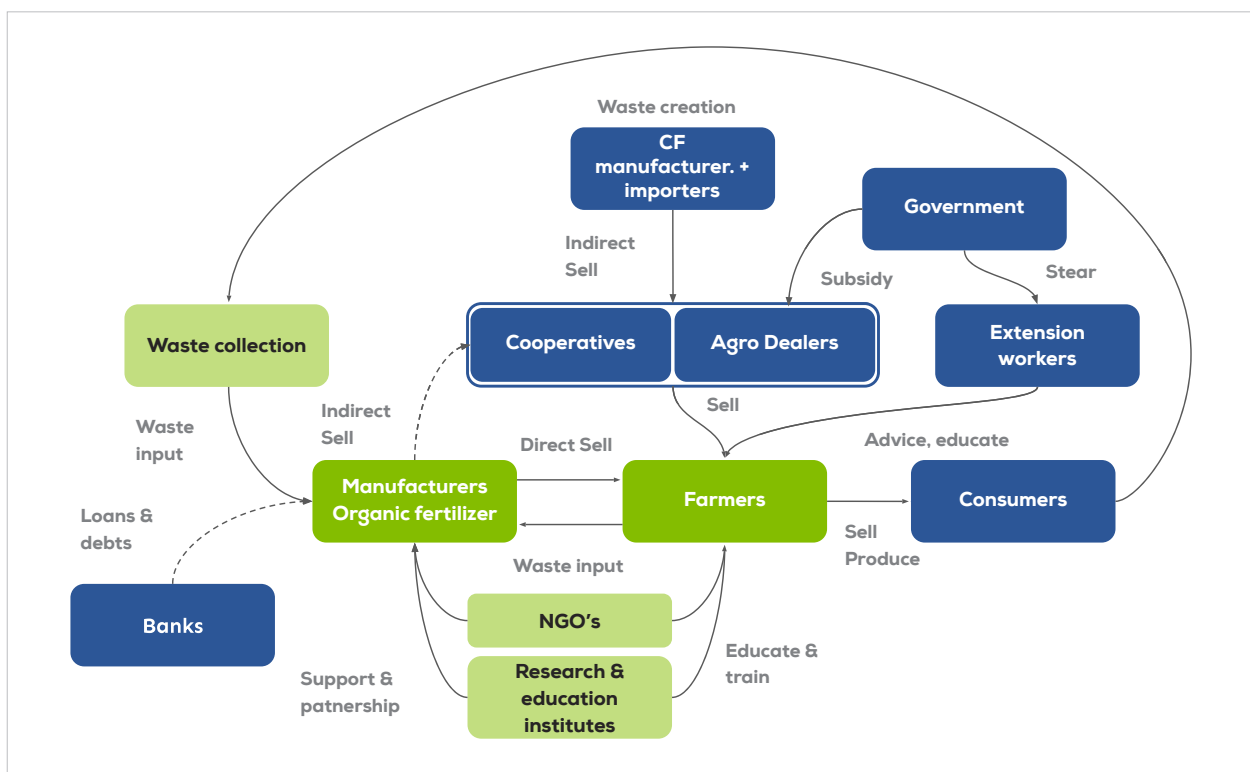 Waste creation
CF
manufacturer. +
importers
Government
Indirect
Sell
Subsidy
Stear
Waste collection
Cooperatives
Agro Dealers
Extension
workers
Waste
input
Indirect
Sell
Sell
Direct Sell
Advice, educate
Manufacturers
Organic fertilizer
Farmers
Consumers
Loans &
debts
Sell
Produce
Waste input
Banks
NGO's
Support &
patnership
Research &
education
institutes
Educate &
train